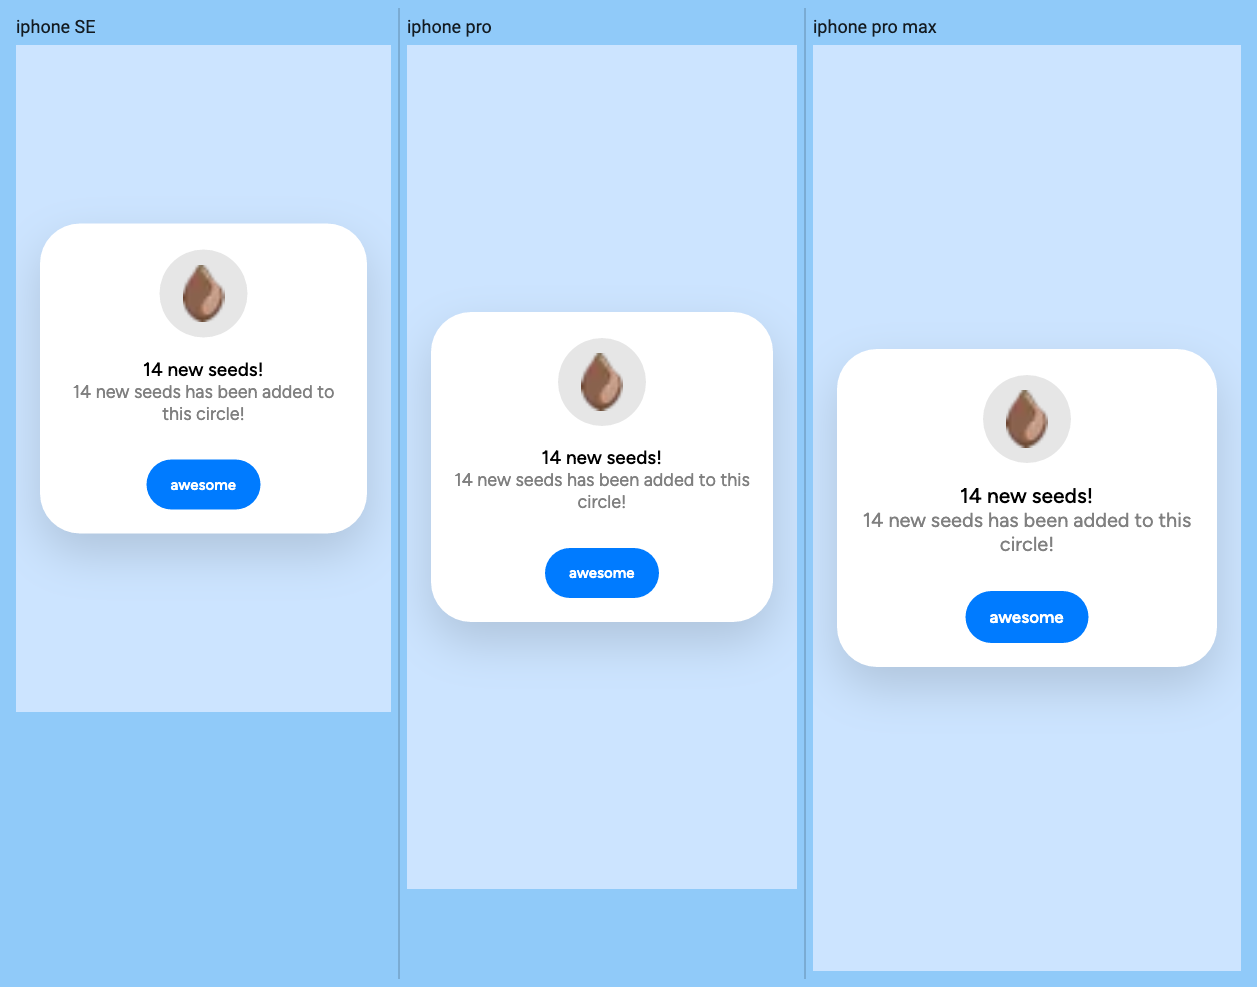 iphone SE
14 new seeds!
14 new seeds has been added to
this circle!
awesome
iphone pro
14 new seeds!
14 new seeds has been added to this
circle!
awesome
iphone pro max
14 new seeds!
14 new seeds has been added to this
circle!
awesome